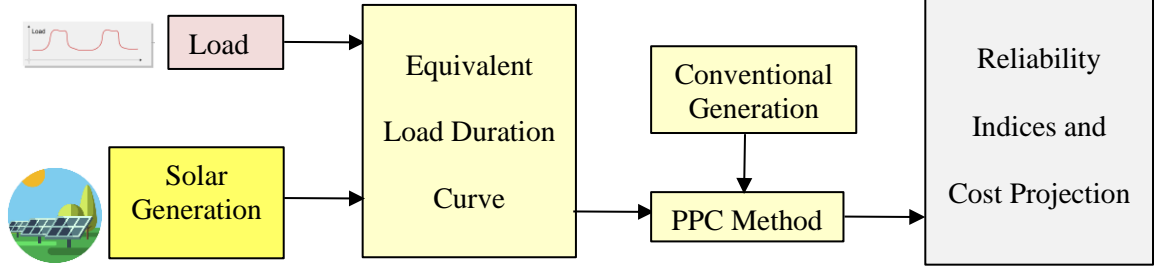 Load
Load
Solar
Generation
Equivalent
Load Duration
Curve
Conventional
Generation
PPC Method
Reliability
Indices and
Cost Projection